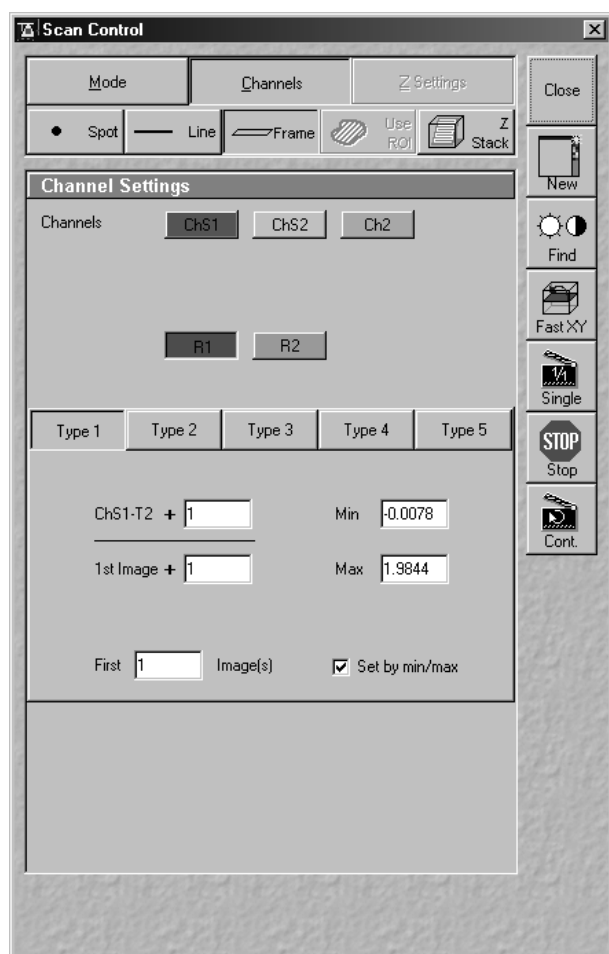 Scan Control
Mode Channels Z Settings
Spot Line Frame Use ROI Z Stack
Channel Settings
Channels ChS1 ChS2 Ch2
R1 R2
Type 1 Type 2 Type 3 Type 4 Type 5
ChS1-T2 + 1 Min -0.0078
1st Image + 1 Max 1.9844
First 1 Image(s) Set by min/max
Close
New
Find
Fast XY
1/1
Single
STOP
Stop
Cont.